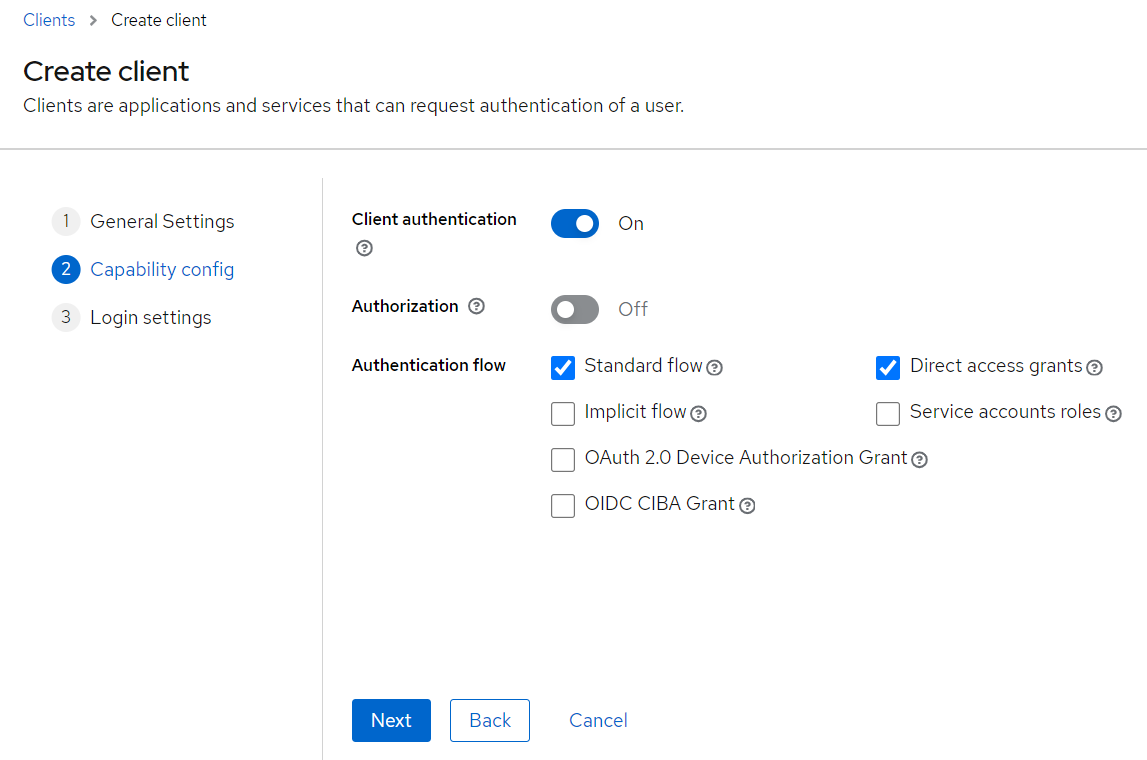 Clients > Create client
Create client
Clients are applications and services that can request authentication of a user.
1 General Settings
2 Capability config
3 Login settings
Client authentication
On
Authorization
Off
Authentication flow
Standard flow
Direct access grants
Implicit flow
Service accounts roles
OAuth 2.0 Device Authorization Grant
OIDC CIBA Grant
Next
Back
Cancel